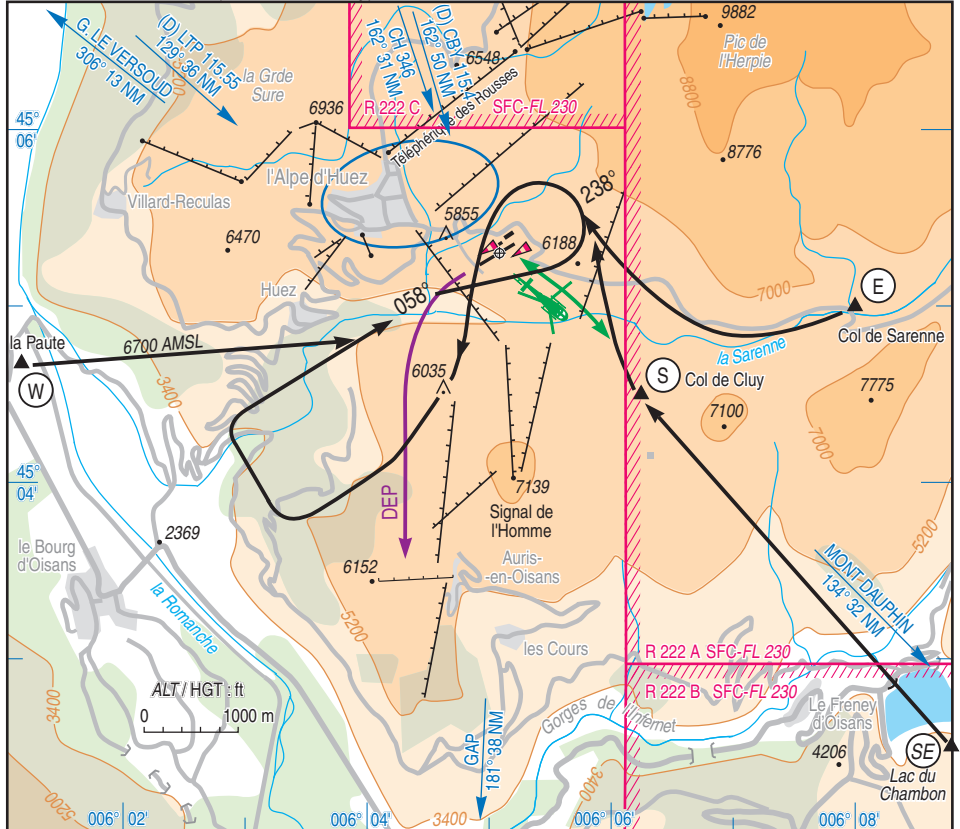 G. LE VERSOUD
306° 13 NM
(D) LTP 115,55
129° 36 NM
CH 346
162° 31 NM
(D) CBY 115,4
162° 50 NM
9882
Pic de
l'Herpie
6548
la Grde
Sure
8800
6936
R 222 C
SFC-FL 230
Téléphérique des Rousses
45°
06'
8776
l'Alpe d'Huez
Villard-Reculas
238°
5855
6470
6188
Huez
058°
7000
E
Col de Sarenne
la Paute
6700 AMSL
la Sarenne
W
3400
6035
S
Col de Cluy
7775
7100
7000
45°
04'
DEP
7139
Signal de
l'Homme
2369
le Bourg
d'Oisans
6152
Auris-
-en-Oisans
5200
MONT-DAUPHIN
134° 32 NM
la Romanche
5200
les Cours
R 222 A SFC-FL 230
R 222 B SFC-FL 230
ALT / HGT : ft
0
1000 m
3400
Gorges de l'Infernet
Le Freney
d'Oisans
GAP
181° 38 NM
4206
SE
Lac du
Chambon
5200
3400
3400
006° 02'
006° 04'
006° 06'
006° 08'